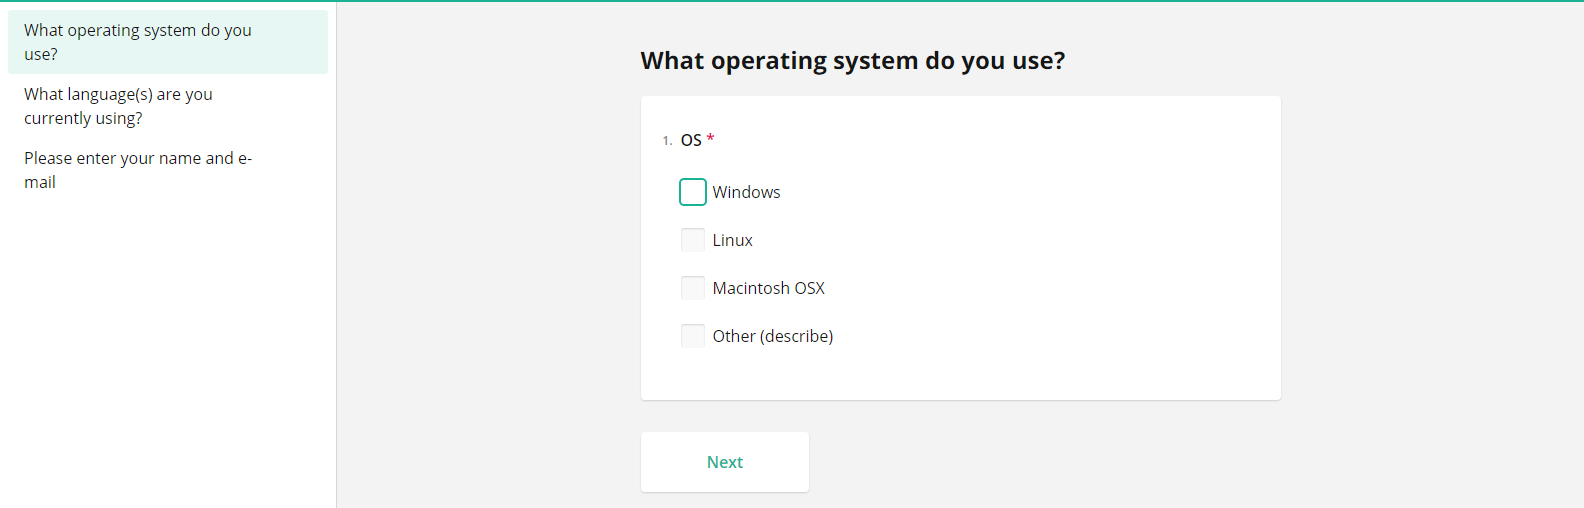 What operating system do you
use?
What language(s) are you
currently using?
Please enter your name and e-
mail
What operating system do you use?
1. OS *
Windows
Linux
Macintosh OSX
Other (describe)
Next